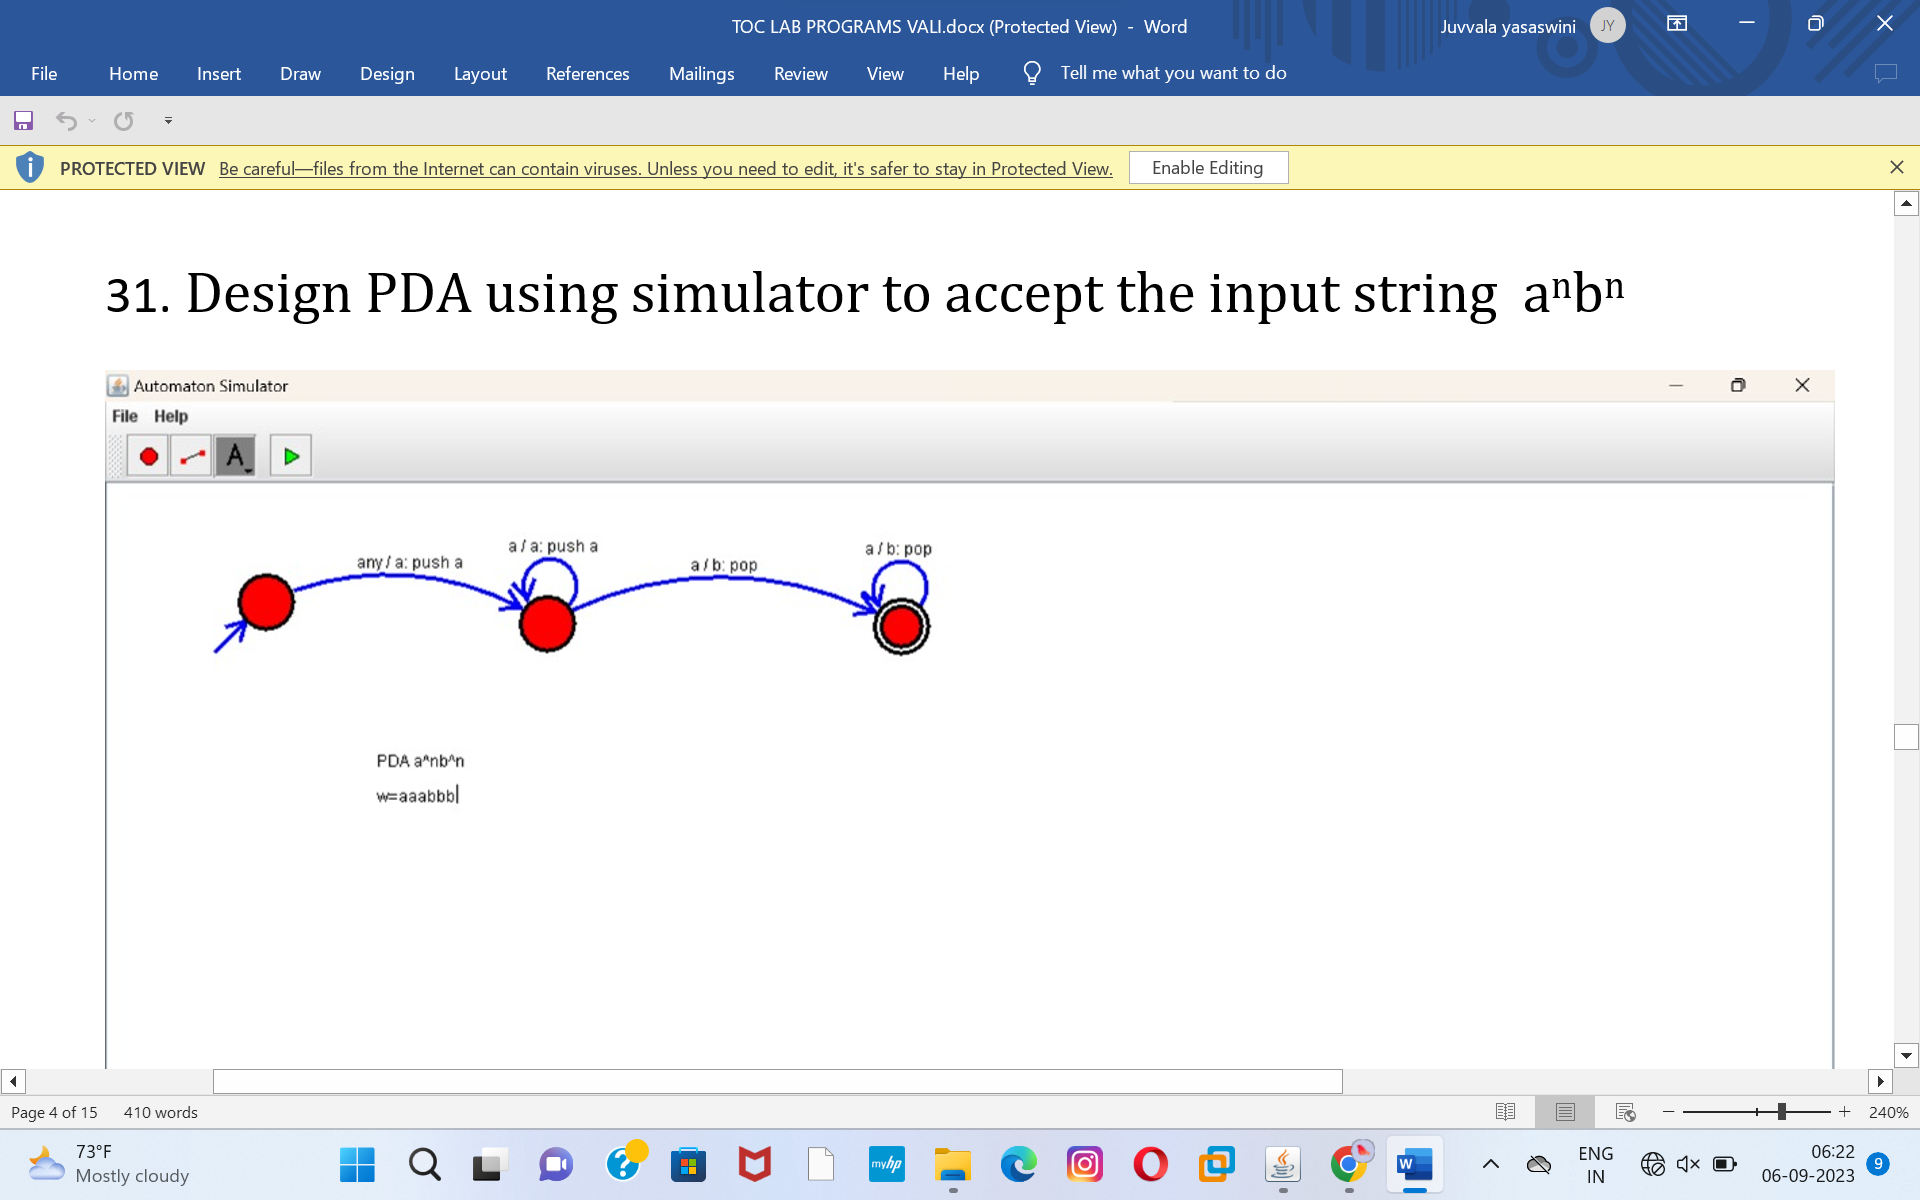 TOC LAB PROGRAMS VALI.docx (Protected View) - Word
Juvvala yasaswini
JY
File Home Insert Draw Design Layout References Mailings Review View Help Tell me what you want to do
PROTECTED VIEW Be careful—files from the Internet can contain viruses. Unless you need to edit, it's safer to stay in Protected View. Enable Editing
31. Design PDA using simulator to accept the input string aⁿbⁿ
Automaton Simulator
File Help
A
a / a: push a
a / b: pop
any / a: push a
a / b: pop
PDA a^nb^n
w=aaabbb
Page 4 of 15 410 words
240%
73°F
Mostly cloudy
myhp
W
ENG
IN
06:22
06-09-2023
9